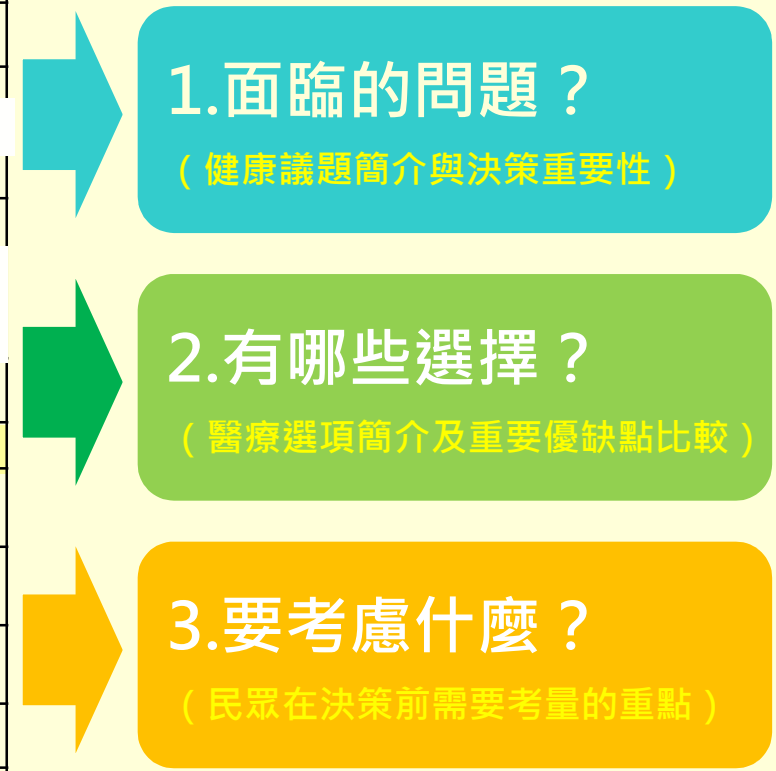 1.面臨的問題？
（健康議題簡介與決策重要性）
2.有哪些選擇？
（醫療選項簡介及重要優缺點比較）
3.要考慮什麼？
（民眾在決策前需要考量的重點）